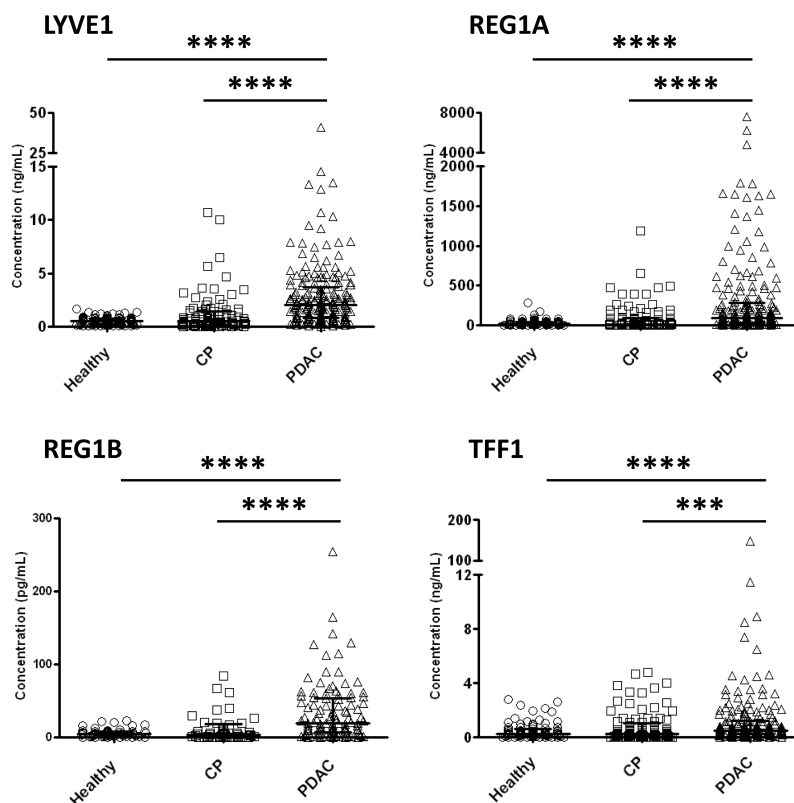 LYVE1
****
****
Concentration (ng/mL)
50
25
15
10
5
0
Healthy
CP
PDAC
REG1A
****
****
Concentration (ng/mL)
8000
4000
2000
1500
1000
500
0
Healthy
CP
PDAC
REG1B
****
****
Concentration (pg/mL)
300
200
100
0
Healthy
CP
PDAC
TFF1
****
***
Concentration (ng/mL)
200
100
12
8
4
0
Healthy
CP
PDAC